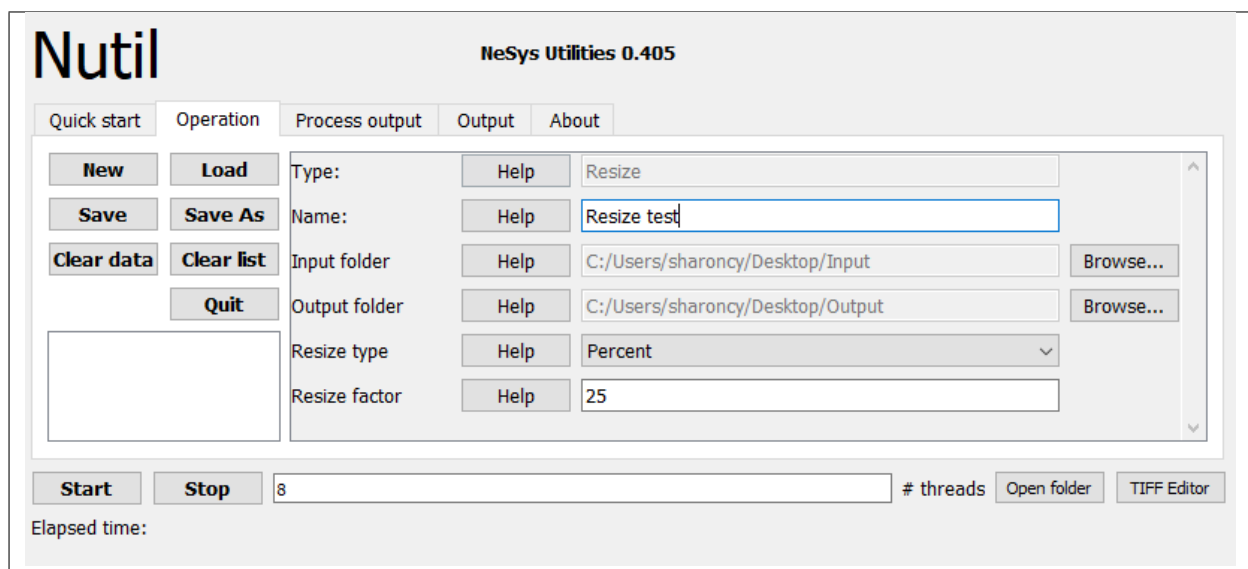 Nutil
NeSys Utilities 0.405
Quick start Operation Process output Output About
New Load Type: Help Resize
Save Save As Name: Help Resize test
Clear data Clear list Input folder Help C:/Users/sharoncy/Desktop/Input Browse...
Quit Output folder Help C:/Users/sharoncy/Desktop/Output Browse...
Resize type Help Percent
Resize factor Help 25
Start Stop 8 # threads Open folder TIFF Editor
Elapsed time: